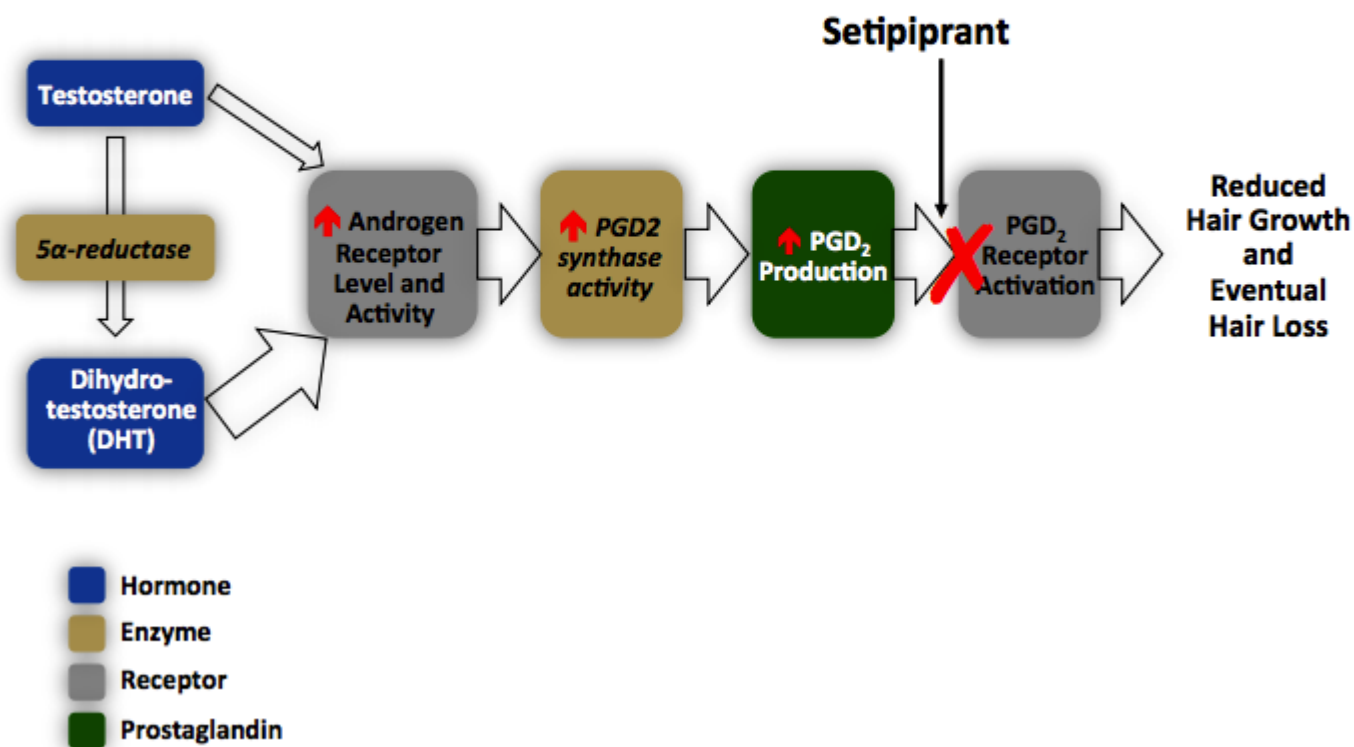 Setipiprant
Testosterone
5α-reductase
Dihydro-
testosterone
(DHT)
Androgen
Receptor
Level and
Activity
PGD2
synthase
activity
PGD₂
Production
PGD₂
Receptor
Activation
Reduced
Hair Growth
and
Eventual
Hair Loss
Hormone
Enzyme
Receptor
Prostaglandin